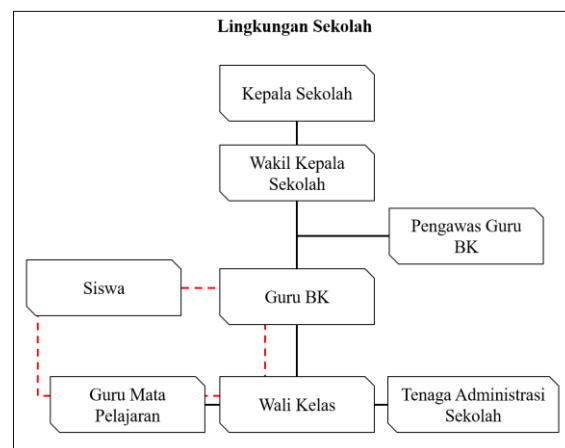 Lingkungan Sekolah
Kepala Sekolah
Wakil Kepala
Sekolah
Pengawas Guru
BK
Siswa
Guru BK
Guru Mata
Pelajaran
Wali Kelas
Tenaga Administrasi
Sekolah